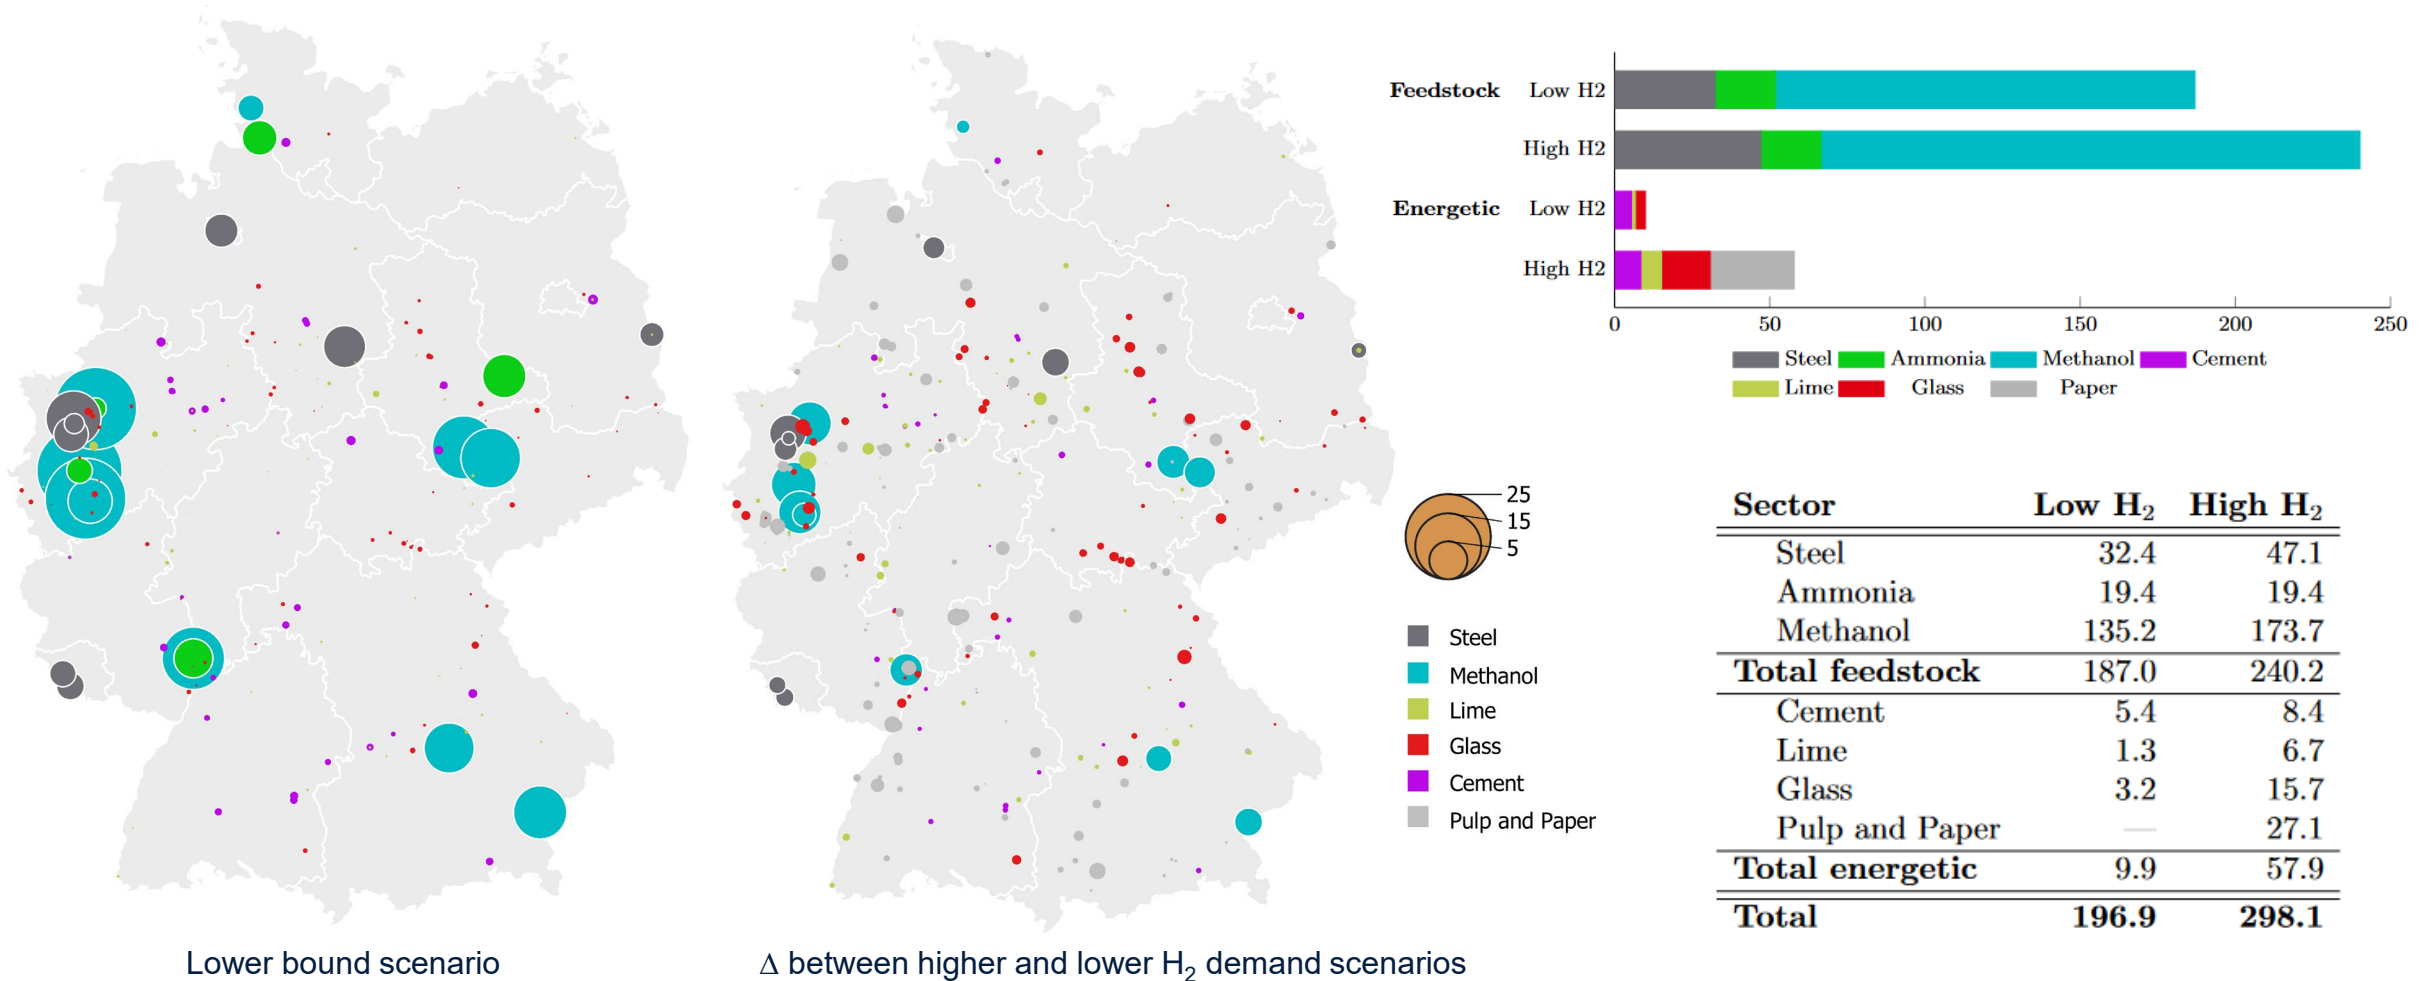 Feedstock Low H2
High H2
Energetic Low H2
High H2
0 50 100 150 200 250
Steel Ammonia Methanol Cement
Lime Glass Paper
25
15
5
Steel
Methanol
Lime
Glass
Cement
Pulp and Paper
Sector Low H₂ High H₂
Steel 32.4 47.1
Ammonia 19.4 19.4
Methanol 135.2 173.7
Total feedstock 187.0 240.2
Cement 5.4 8.4
Lime 1.3 6.7
Glass 3.2 15.7
Pulp and Paper — 27.1
Total energetic 9.9 57.9
Total 196.9 298.1
Lower bound scenario
Δ between higher and lower H₂ demand scenarios